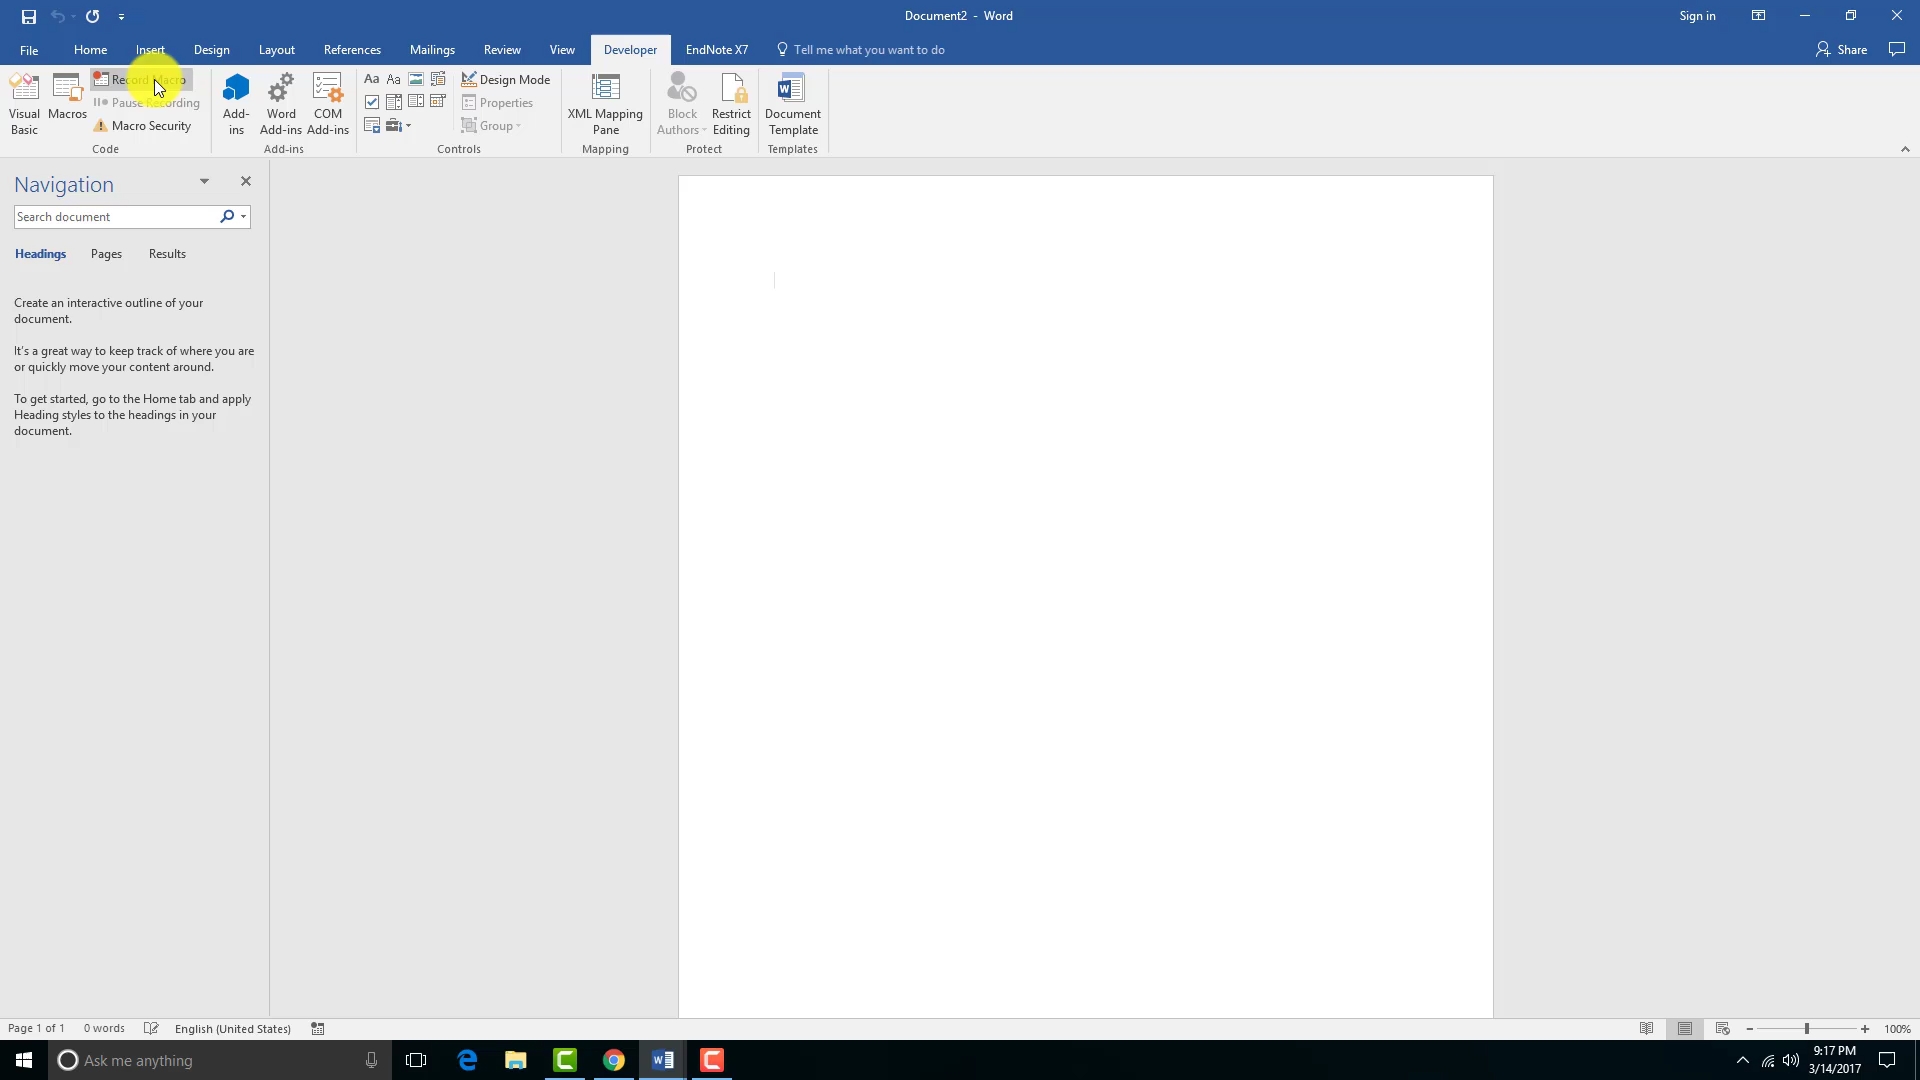 Document2 - Word
Sign in
File
Home
Insert
Design
Layout
References
Mailings
Review
View
Developer
EndNote X7
Tell me what you want to do
Share
Visual Basic
Macros
Record Macro
Pause Recording
Macro Security
Code
Add-ins
Word Add-ins
COM Add-ins
Add-ins
Aa Aa
Design Mode
Properties
Group
Controls
XML Mapping Pane
Mapping
Block Authors
Restrict Editing
Protect
Document Template
Templates
Navigation
Search document
Headings
Pages
Results
Create an interactive outline of your
document.
It's a great way to keep track of where you are
or quickly move your content around.
To get started, go to the Home tab and apply
Heading styles to the headings in your
document.
Page 1 of 1
0 words
English (United States)
100%
Ask me anything
9:17 PM
3/14/2017